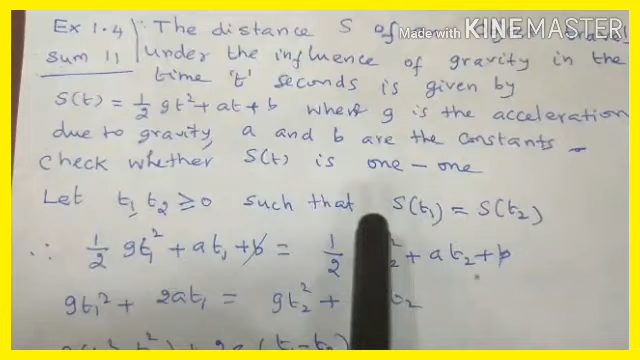 Ex 1.4 The distance S of an
Made with KINEMASTER
sum 11 under the influence of gravity in the
time 't' seconds is given by
S(t) = 1/2 gt² + at + b where g is the acceleration
due to gravity, a and b are the constants -
check whether S(t) is one - one
Let t₁ t₂ ≥ 0 such that S(t₁) = S(t₂)
∴ 1/2 gt₁² + at₁ + b = 1/2 ² + at₂ + b
gt₁² + 2at₁ = gt₂² + t₂